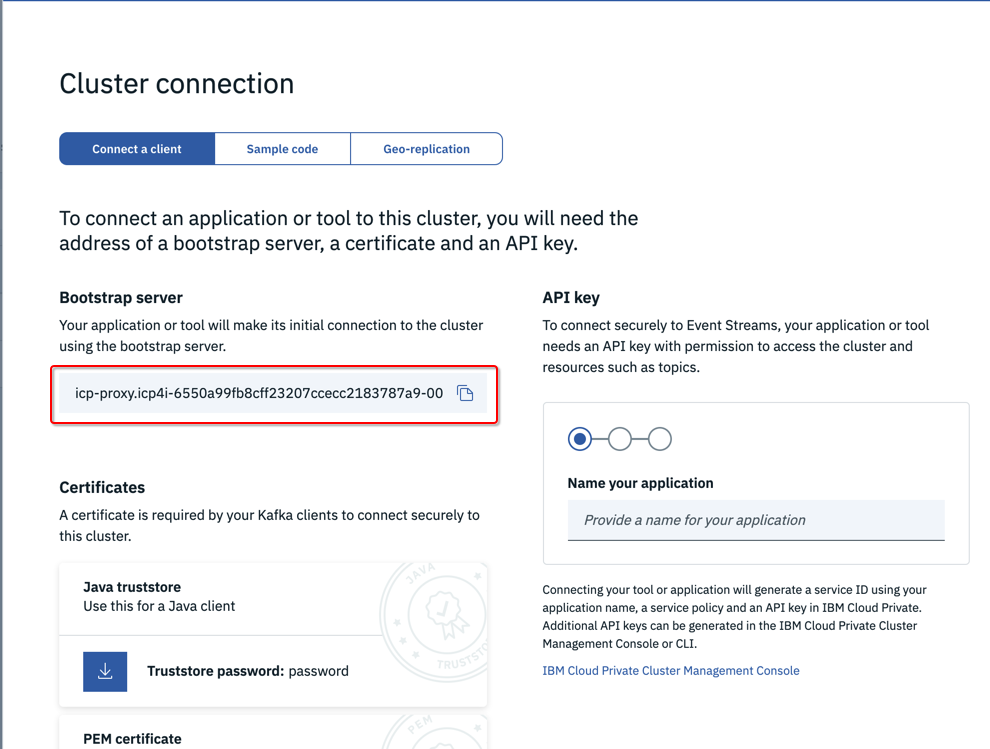 Cluster connection
Connect a client
Sample code
Geo-replication
To connect an application or tool to this cluster, you will need the
address of a bootstrap server, a certificate and an API key.
Bootstrap server
Your application or tool will make its initial connection to the cluster
using the bootstrap server.
icp-proxy.icp4i-6550a99fb8cff23207ccecc2183787a9-00
Certificates
A certificate is required by your Kafka clients to connect securely to
this cluster.
Java truststore
Use this for a Java client
JAVA
TRUSTSTO
Truststore password: password
PEM certificate
PEM
API key
To connect securely to Event Streams, your application or tool
needs an API key with permission to access the cluster and
resources such as topics.
Name your application
Provide a name for your application
Connecting your tool or application will generate a service ID using your
application name, a service policy and an API key in IBM Cloud Private.
Additional API keys can be generated in the IBM Cloud Private Cluster
Management Console or CLI.
IBM Cloud Private Cluster Management Console